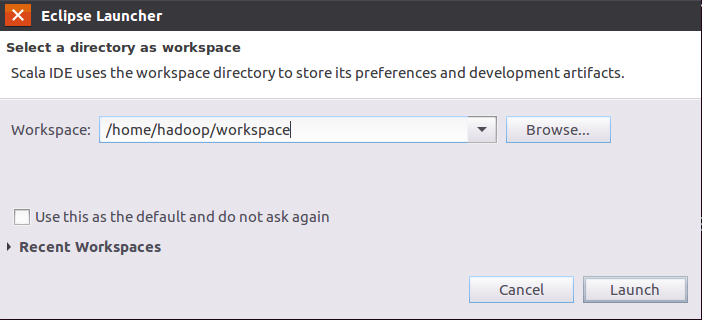 Eclipse Launcher
Select a directory as workspace
Scala IDE uses the workspace directory to store its preferences and development artifacts.
Workspace: /home/hadoop/workspace Browse...
Use this as the default and do not ask again
Recent Workspaces
Cancel Launch